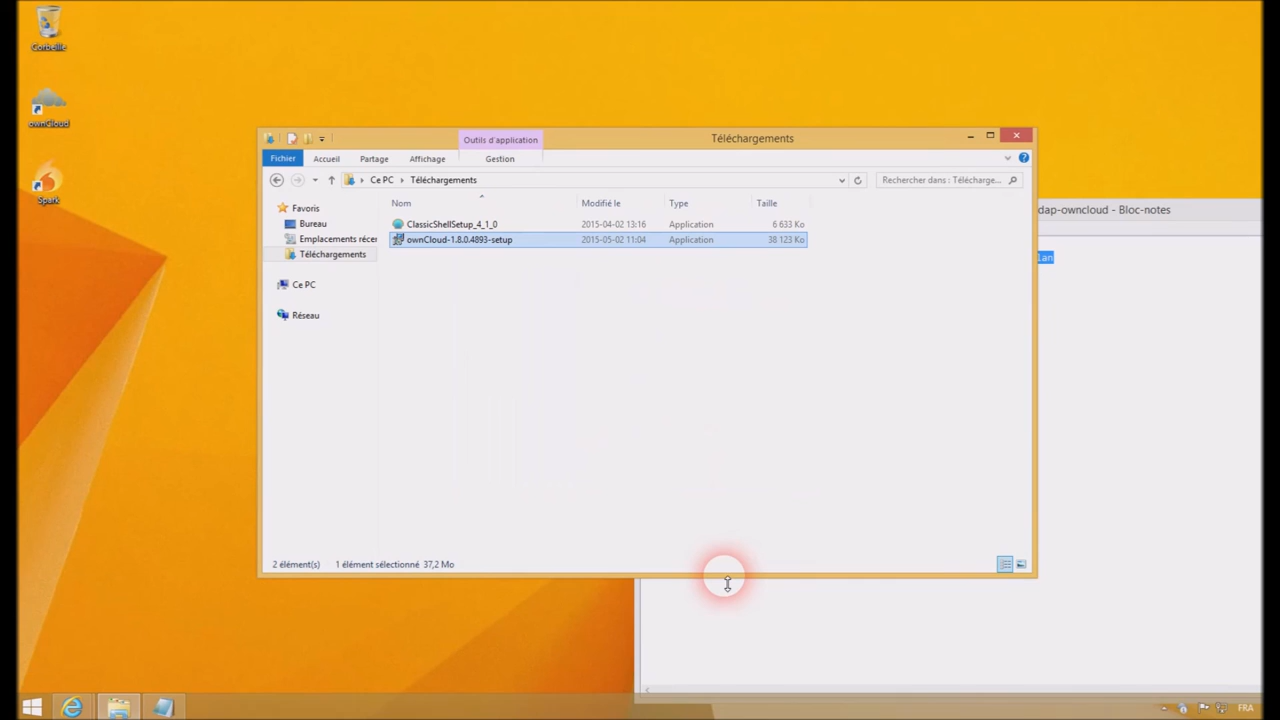 Corbeille
ownCloud
Spark
Outils d'application
Téléchargements
Fichier
Accueil
Partage
Affichage
Gestion
Ce PC
Téléchargements
Rechercher dans : Télécharge...
Nom
Modifié le
Type
Taille
Favoris
Bureau
Emplacements récer
Téléchargements
Ce PC
Réseau
ClassicShellSetup_4_1_0
2015-04-02 13:16
Application
6 633 Ko
ownCloud-1.8.0.4893-setup
2015-05-02 11:04
Application
38 123 Ko
2 élément(s)
1 élément sélectionné 37,2 Mo
dap-owncloud - Bloc-notes
lan
FRA